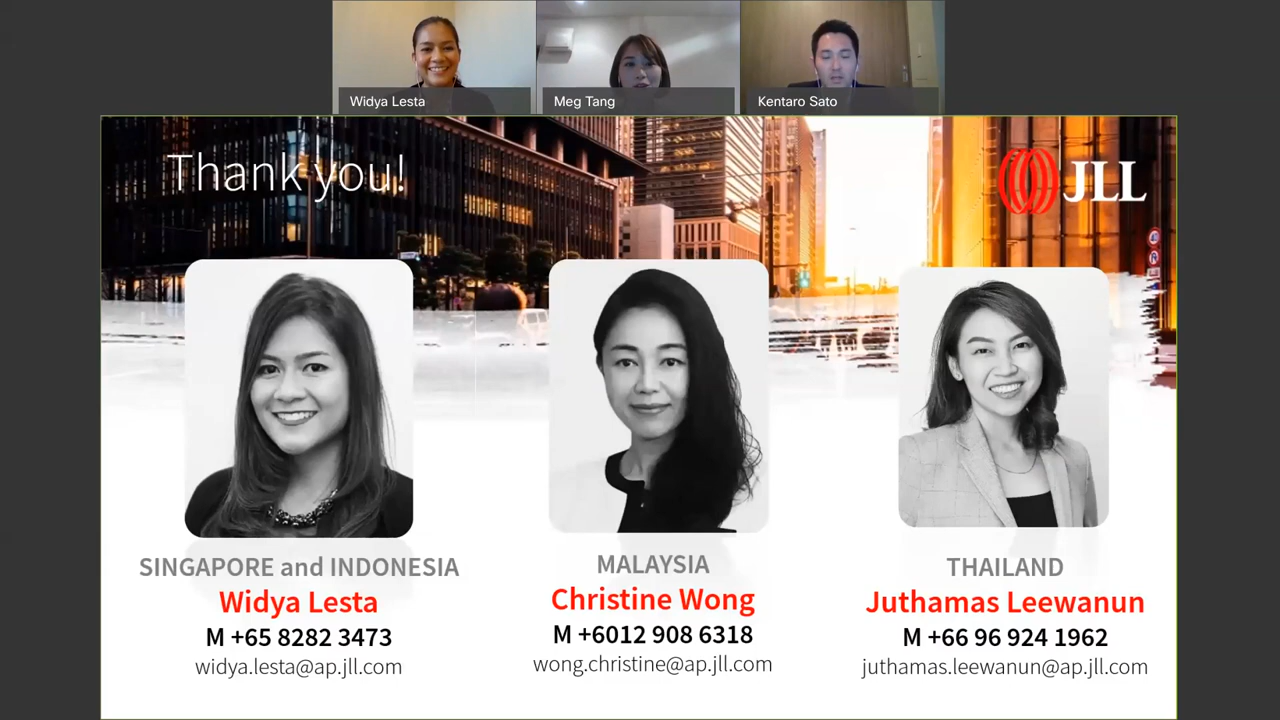 Widya Lesta
Meg Tang
Kentaro Sato
Thank you!
JLL
SINGAPORE and INDONESIA
Widya Lesta
M +65 8282 3473
widya.lesta@ap.jll.com
MALAYSIA
Christine Wong
M +6012 908 6318
wong.christine@ap.jll.com
THAILAND
Juthamas Leewanun
M +66 96 924 1962
juthamas.leewanun@ap.jll.com